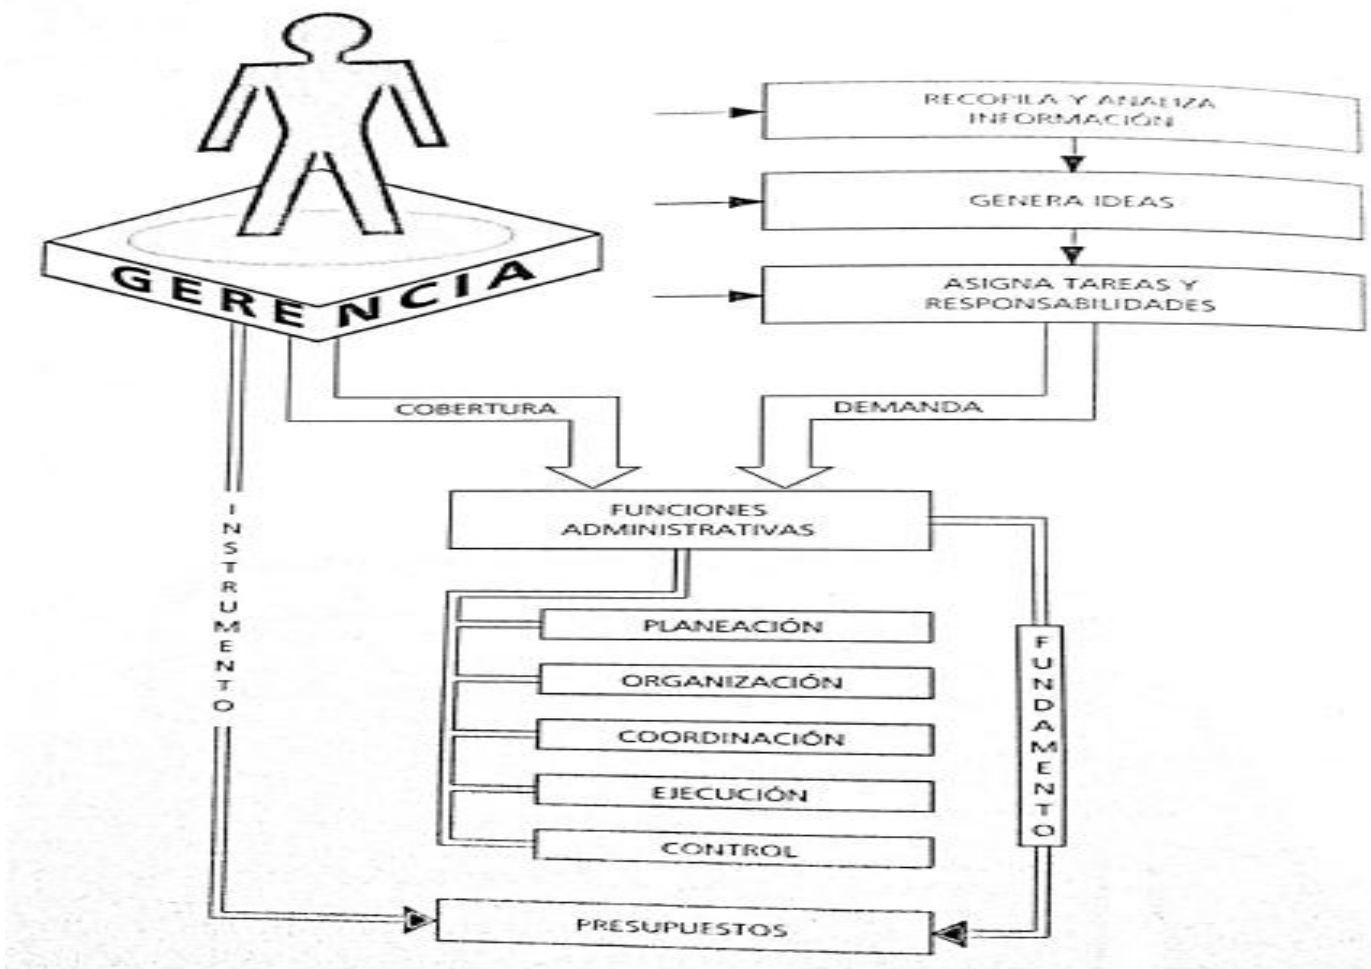 GERENCIA
RECOPILA Y ANALIZA
INFORMACIÓN
GENERA IDEAS
ASIGNA TAREAS Y
RESPONSABILIDADES
COBERTURA
DEMANDA
INSTRUMENTO
FUNCIONES
ADMINISTRATIVAS
PLANEACIÓN
ORGANIZACIÓN
COORDINACIÓN
EJECUCIÓN
CONTROL
FUNDAMENTO
PRESUPUESTOS